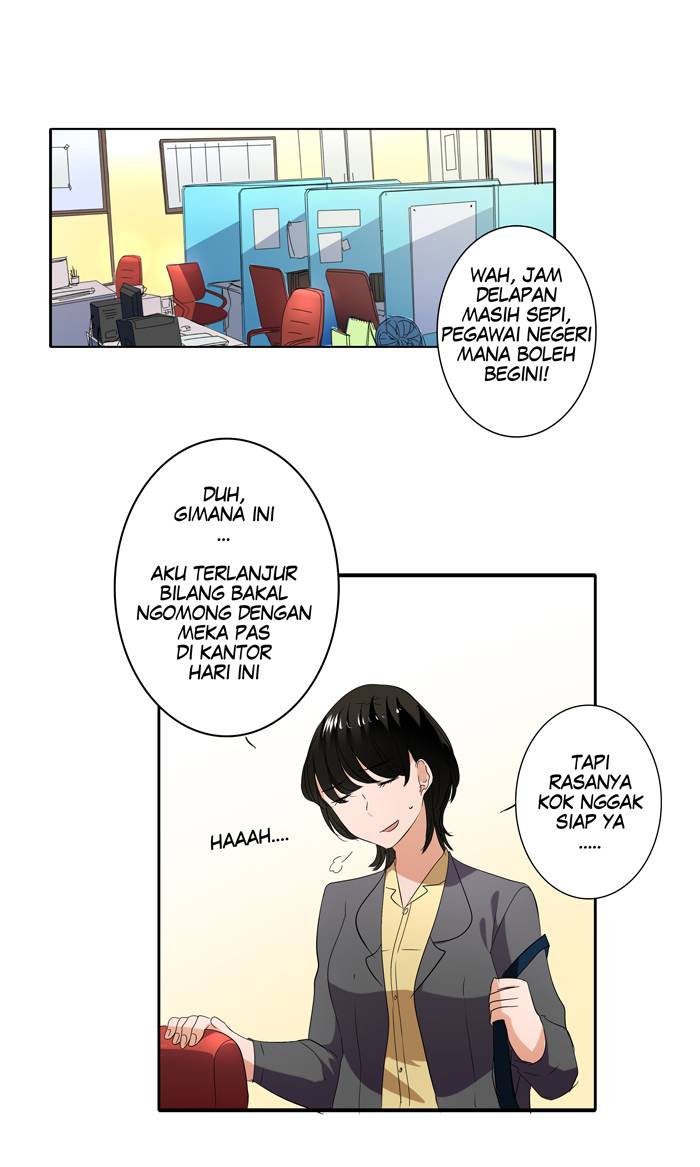 WAH, JAM
DELAPAN
MASIH SEPI,
PEGAWAI NEGERI
MANA BOLEH
BEGINI!
DUH,
GIMANA INI
...
AKU TERLANJUR
BILANG BAKAL
NGOMONG DENGAN
MEKA PAS
DI KANTOR
HARI INI
TAPI
RASANYA
KOK NGGAK
SIAP YA
.....
HAAAH....